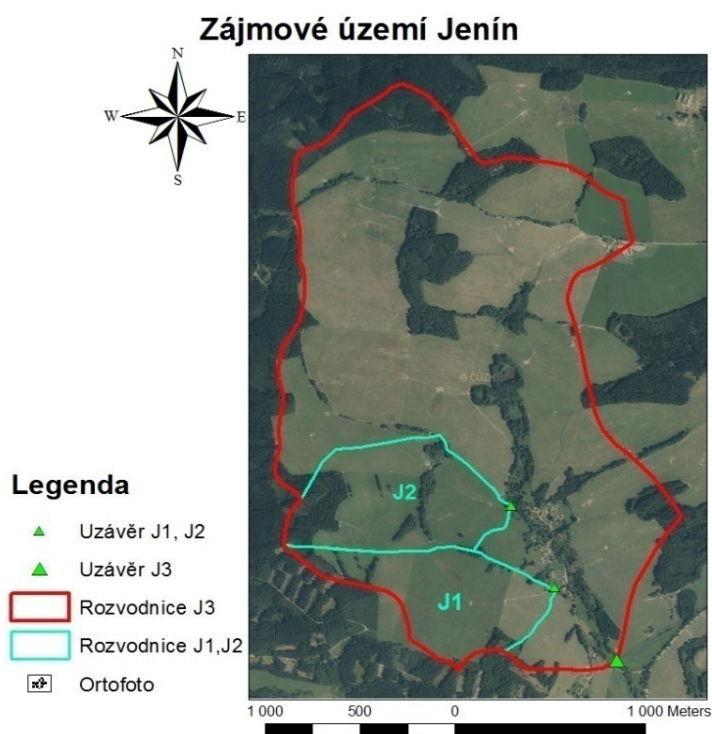 Zájmové území Jenín
N
W E
S
© ČÚZK
J2
J1
Legenda
Uzávěr J1, J2
Uzávěr J3
Rozvodnice J3
Rozvodnice J1,J2
Ortofoto
1 000 500 0 1 000 Meters